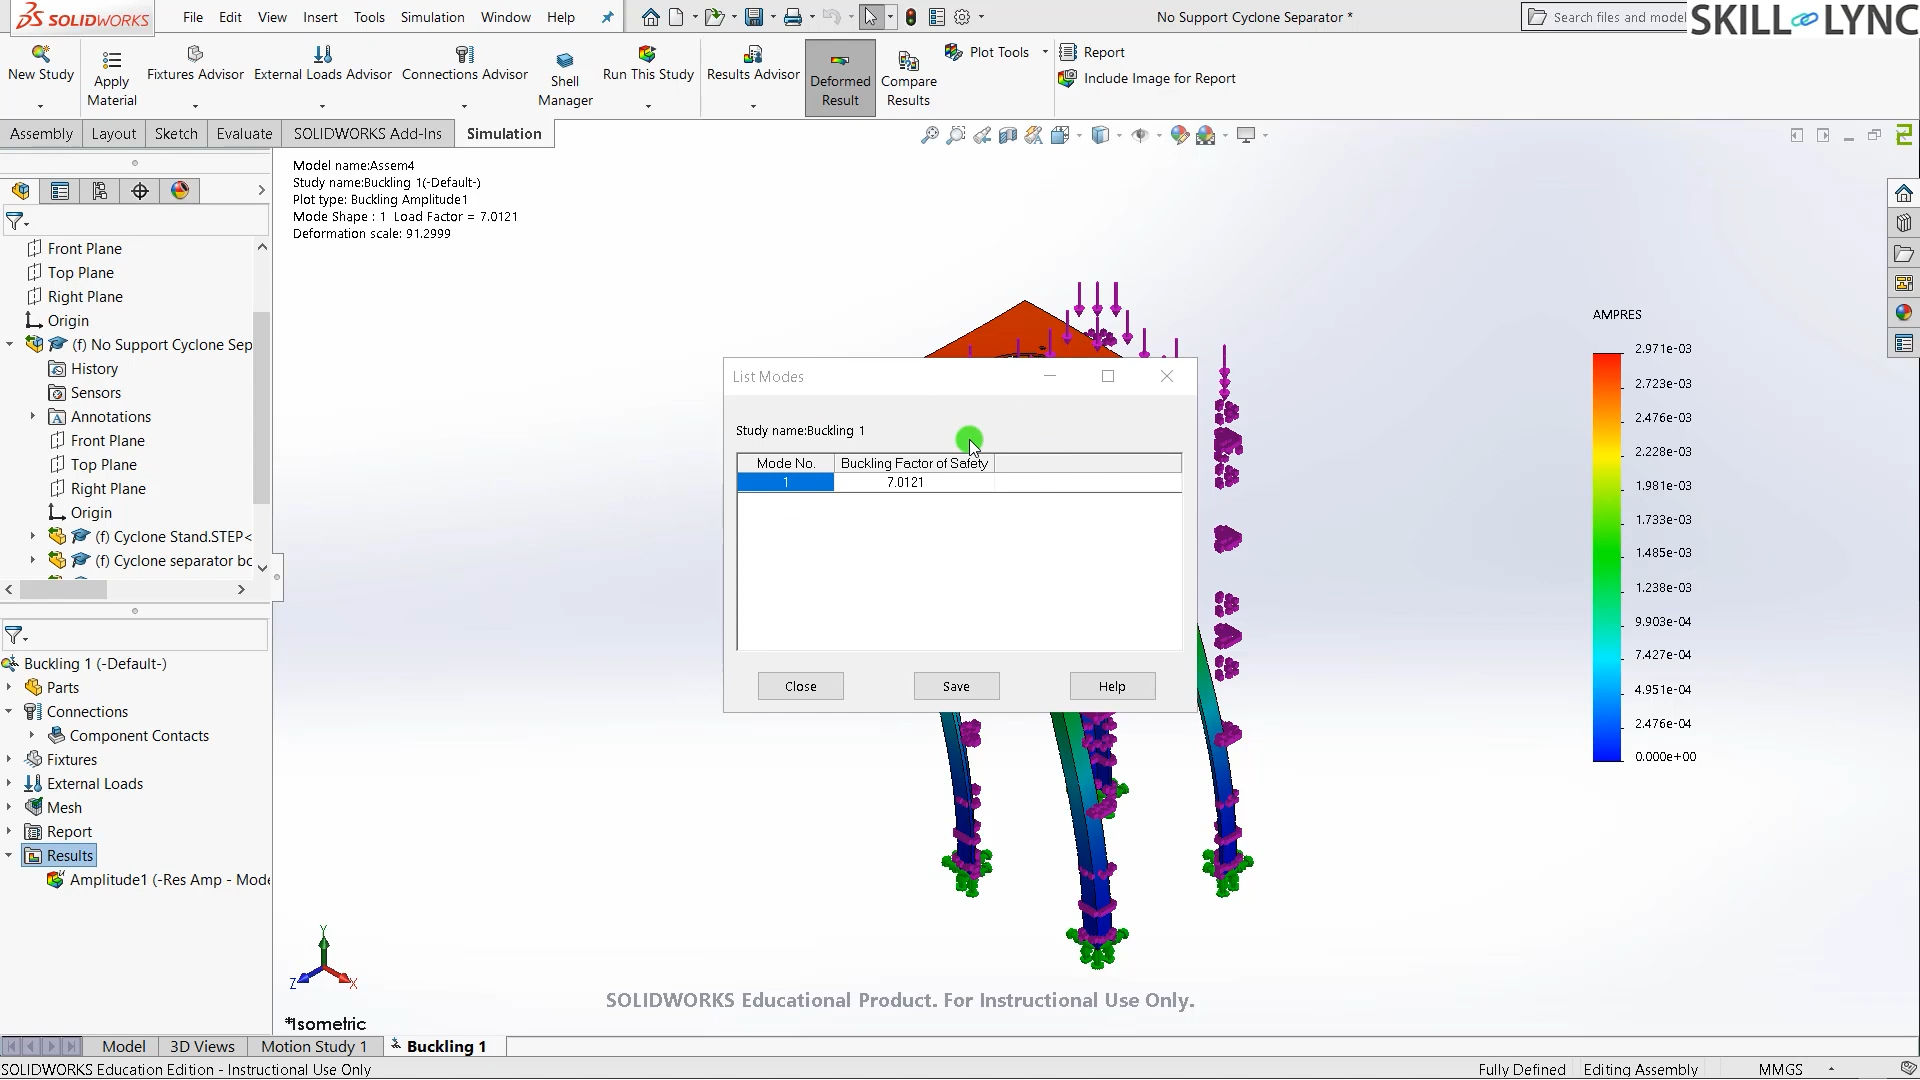 SOLIDWORKS
File Edit View Insert Tools Simulation Window Help
No Support Cyclone Separator *
Search files and model
SKILL LYNC
New Study
Apply Material
Fixtures Advisor
External Loads Advisor
Connections Advisor
Shell Manager
Run This Study
Results Advisor
Deformed Result
Compare Results
Plot Tools
Report
Include Image for Report
Assembly Layout Sketch Evaluate SOLIDWORKS Add-Ins Simulation
Model name:Assem4
Study name:Buckling 1(-Default-)
Plot type: Buckling Amplitude1
Mode Shape : 1 Load Factor = 7.0121
Deformation scale: 91.2999
Front Plane
Top Plane
Right Plane
Origin
(f) No Support Cyclone Sep
History
Sensors
Annotations
Front Plane
Top Plane
Right Plane
Origin
(f) Cyclone Stand.STEP<
(f) Cyclone separator bo
Buckling 1 (-Default-)
Parts
Connections
Component Contacts
Fixtures
External Loads
Mesh
Report
Results
Amplitude1 (-Res Amp - Mode
List Modes
Study name:Buckling 1
Mode No. Buckling Factor of Safety
1 7.0121
Close Save Help
AMPRES
2.971e-03
2.723e-03
2.476e-03
2.228e-03
1.981e-03
1.733e-03
1.485e-03
1.238e-03
9.903e-04
7.427e-04
4.951e-04
2.476e-04
0.000e+00
Y
Z
X
*Isometric
SOLIDWORKS Educational Product. For Instructional Use Only.
Model 3D Views Motion Study 1 Buckling 1
SOLIDWORKS Education Edition - Instructional Use Only
Fully Defined Editing Assembly MMGS